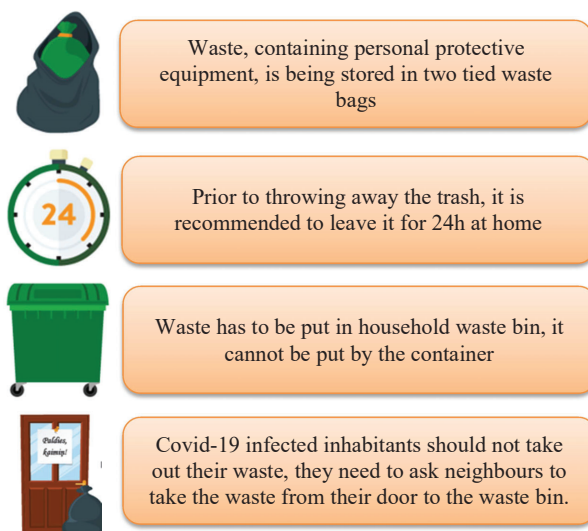 Waste, containing personal protective
equipment, is being stored in two tied waste
bags
24
Prior to throwing away the trash, it is
recommended to leave it for 24h at home
Waste has to be put in household waste bin, it
cannot be put by the container
Paldies,
kaimiņ!
Covid-19 infected inhabitants should not take
out their waste, they need to ask neighbours to
take the waste from their door to the waste bin.